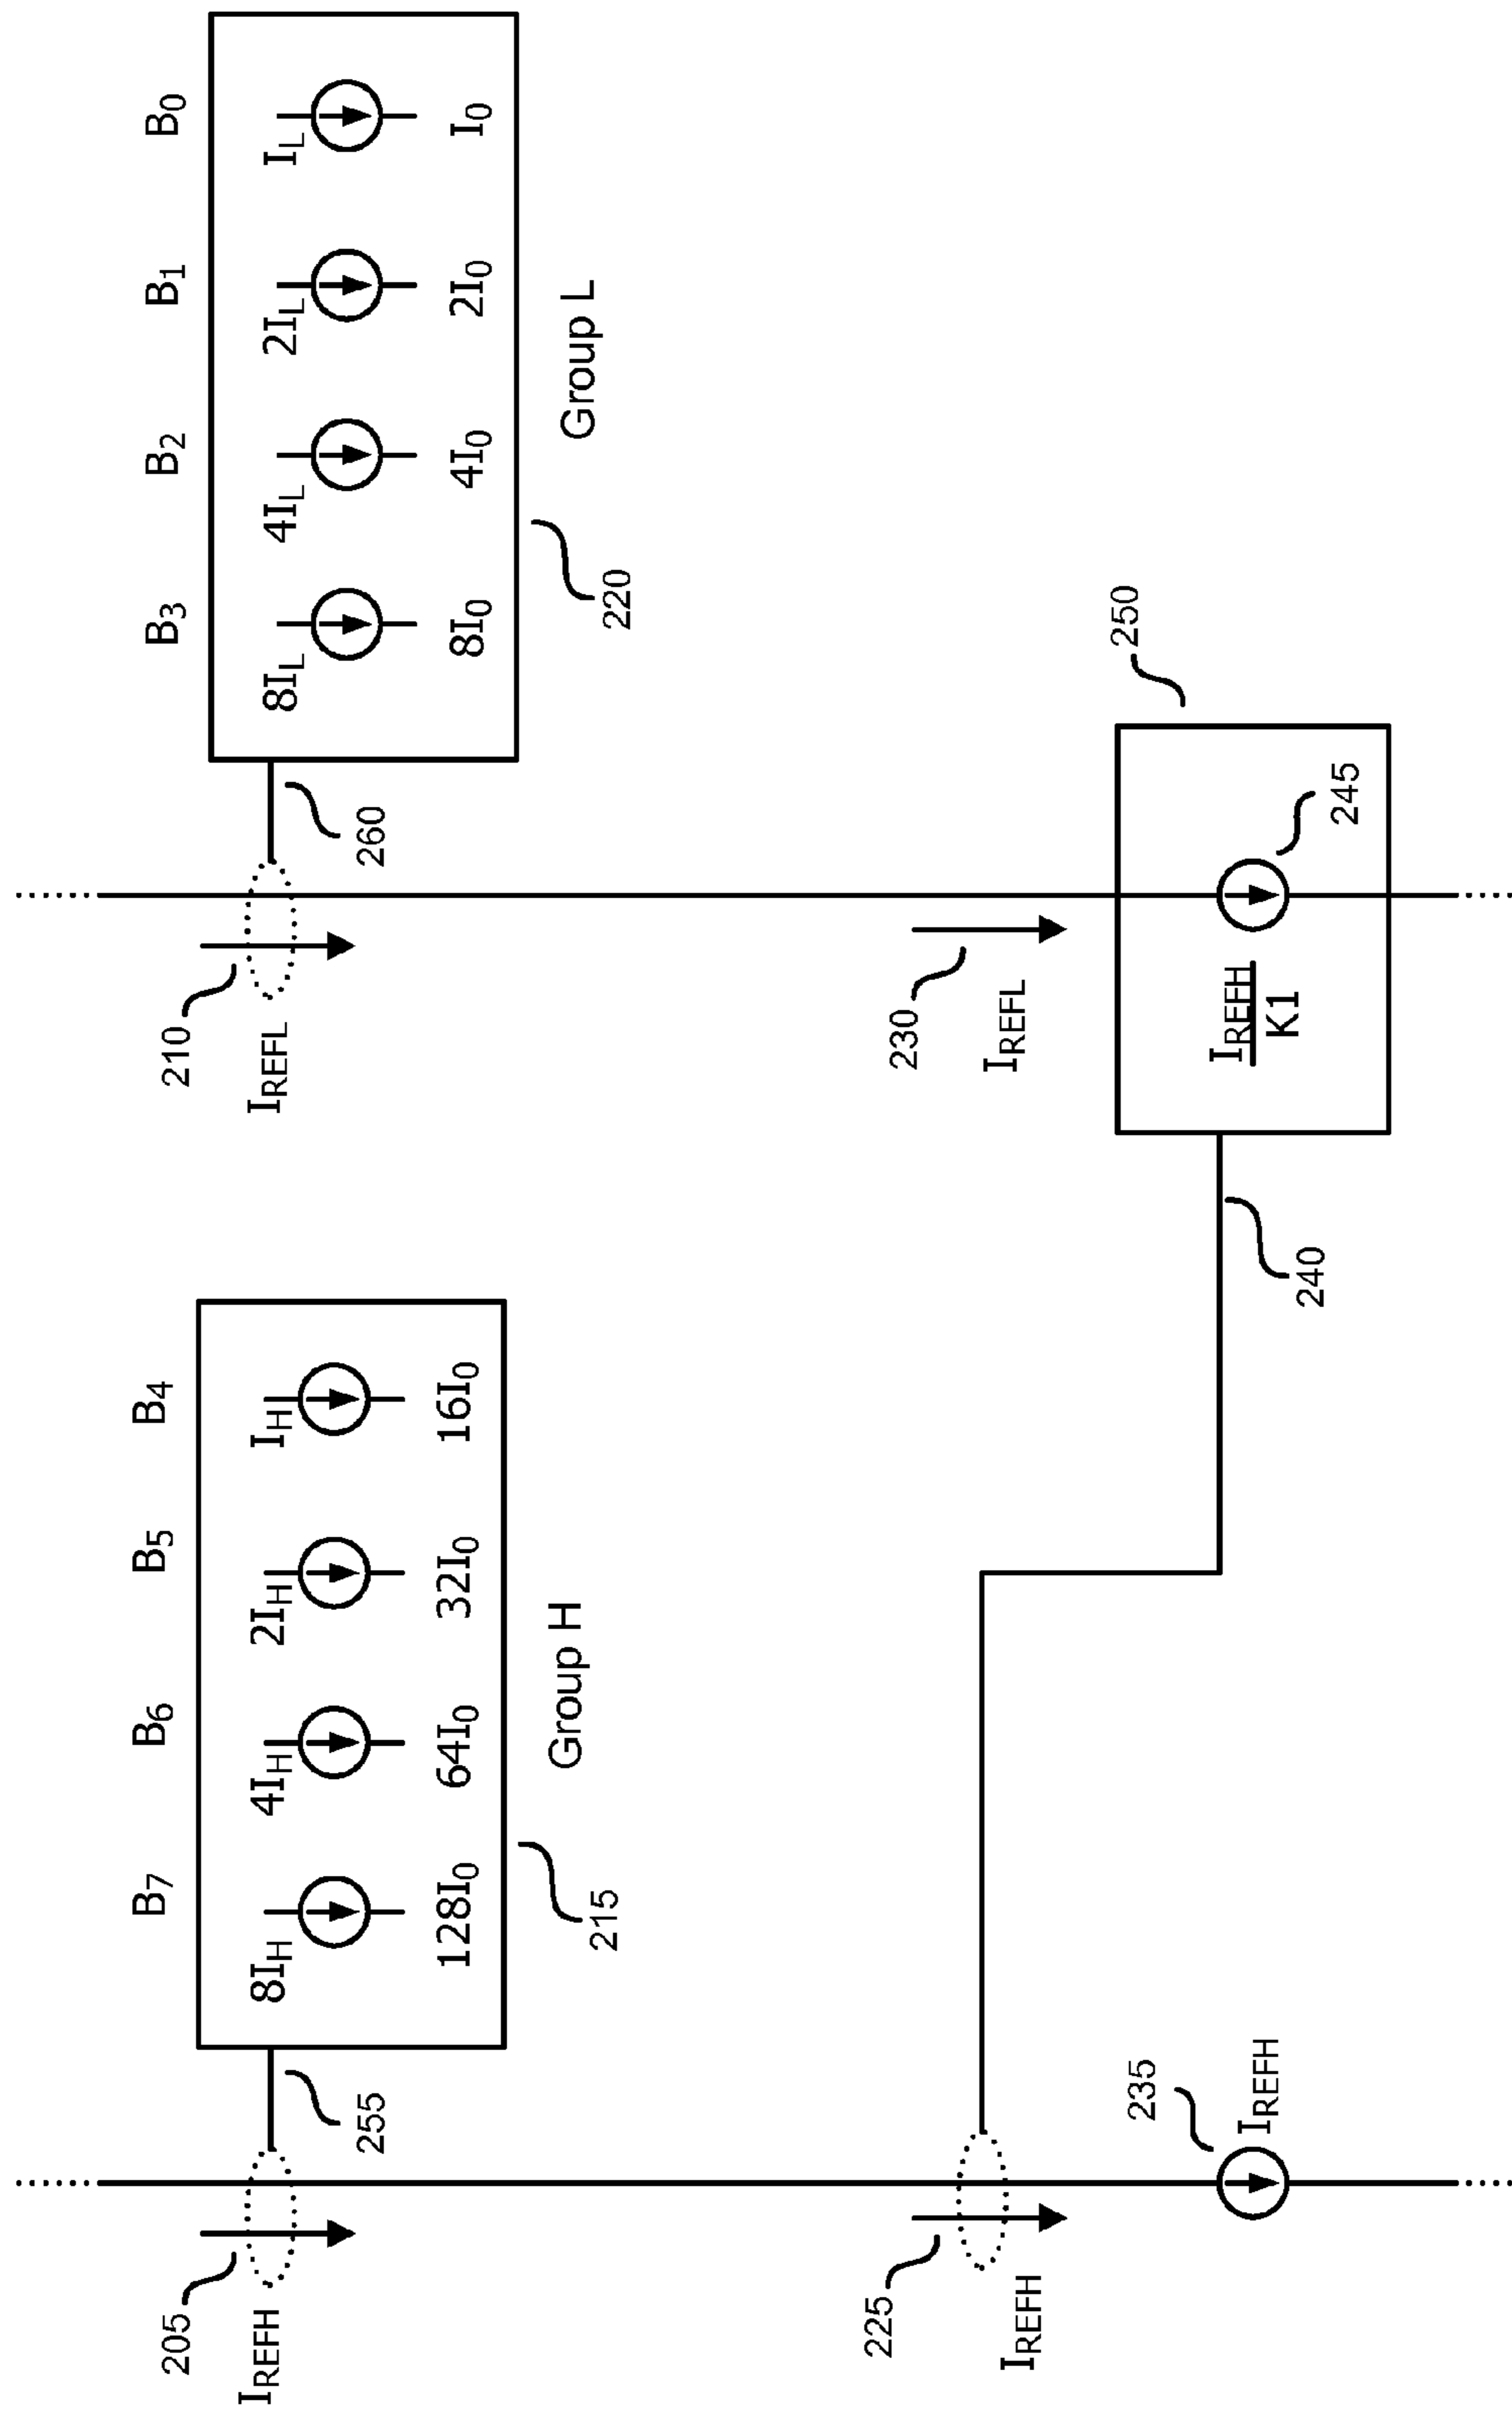 B7 B6 B5 B4
8IH 4IH 2IH IH
128I0 64I0 32I0 16I0
Group H
215
205
IREFH
255
B3 B2 B1 B0
8IL 4IL 2IL IL
8I0 4I0 2I0 I0
Group L
220
210
IREFL
260
225
IREFH
235
IREFH
240
230
IREFL
250
IREFH
K1
245